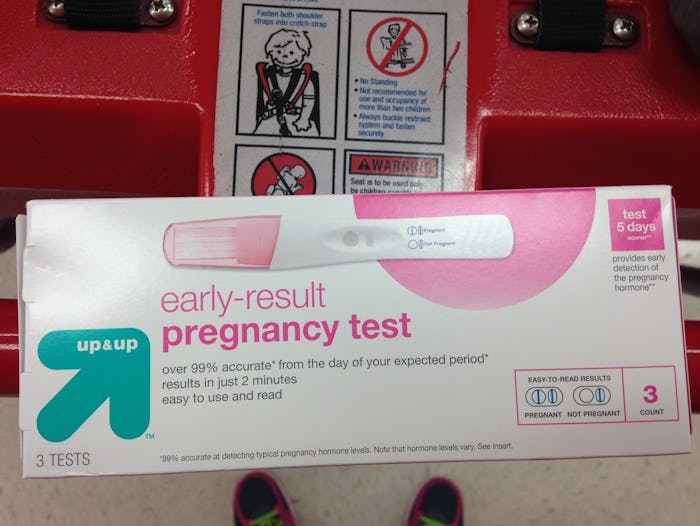 Fasten both shoulder
straps into crotch strap
• No Standing
• Not recommended for
use and occupancy of
more than two children
• Always buckle restraint
system and fasten
securely
WARNING
Seat is to be used only
by children
Pregnant
Not Pregnant
test
5 days
sooner**
provides early
detection of
the pregnancy
hormone**
early-result
pregnancy test
up&up
TM
over 99% accurate* from the day of your expected period*
results in just 2 minutes
easy to use and read
EASY-TO-READ RESULTS
PREGNANT NOT PREGNANT
3
COUNT
3 TESTS
*99% accurate at detecting typical pregnancy hormone levels. Note that hormone levels vary. See insert.